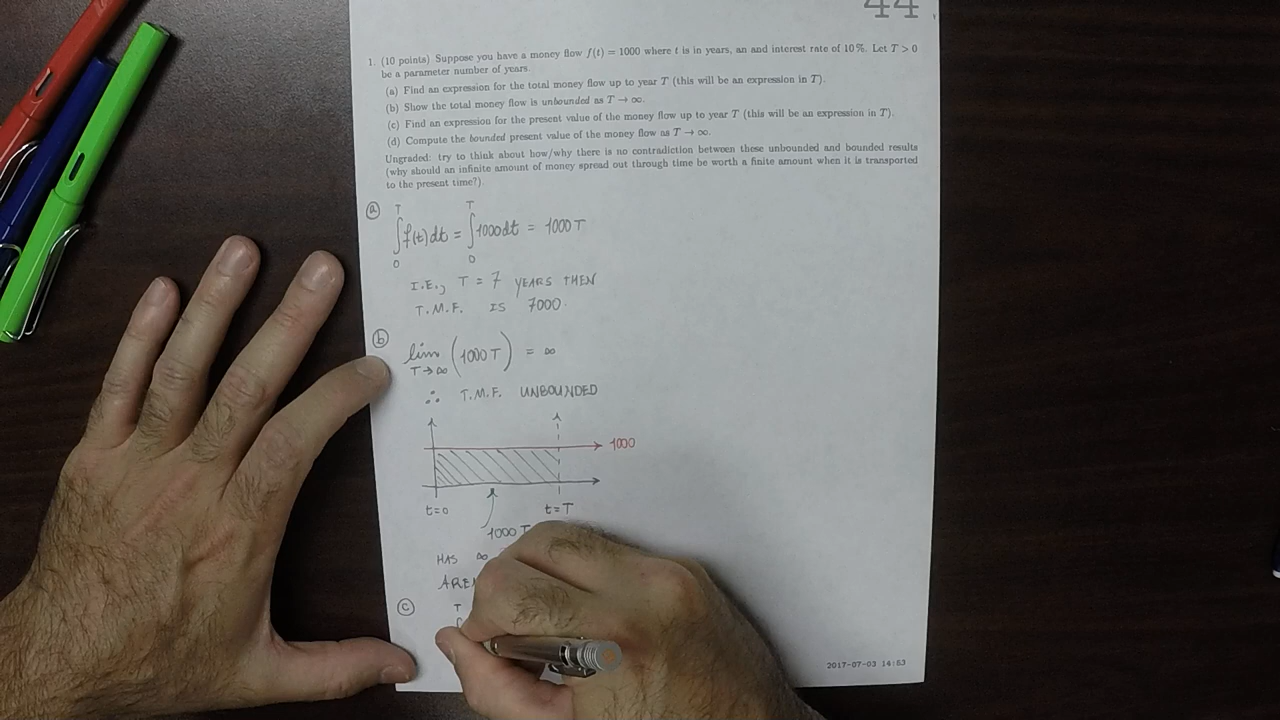 44
1. (10 points) Suppose you have a money flow f(t) = 1000 where t is in years, an and interest rate of 10%. Let T > 0
be a parameter number of years.
(a) Find an expression for the total money flow up to year T (this will be an expression in T).
(b) Show the total money flow is unbounded as T → ∞.
(c) Find an expression for the present value of the money flow up to year T (this will be an expression in T).
(d) Compute the bounded present value of the money flow as T → ∞.
Ungraded: try to think about how/why there is no contradiction between these unbounded and bounded results
(why should an infinite amount of money spread out through time be worth a finite amount when it is transported
to the present time?).
(a) ∫₀ᵀ f(t) dt = ∫₀ᵀ 1000 dt = 1000 T
I.E., T = 7 YEARS THEN
T.M.F. IS 7000.
(b) lim T→∞ (1000 T) = ∞
∴ T.M.F. UNBOUNDED
1000
t=0 t=T
1000 T
HAS ∞
(c) T
2017-07-03 14:53